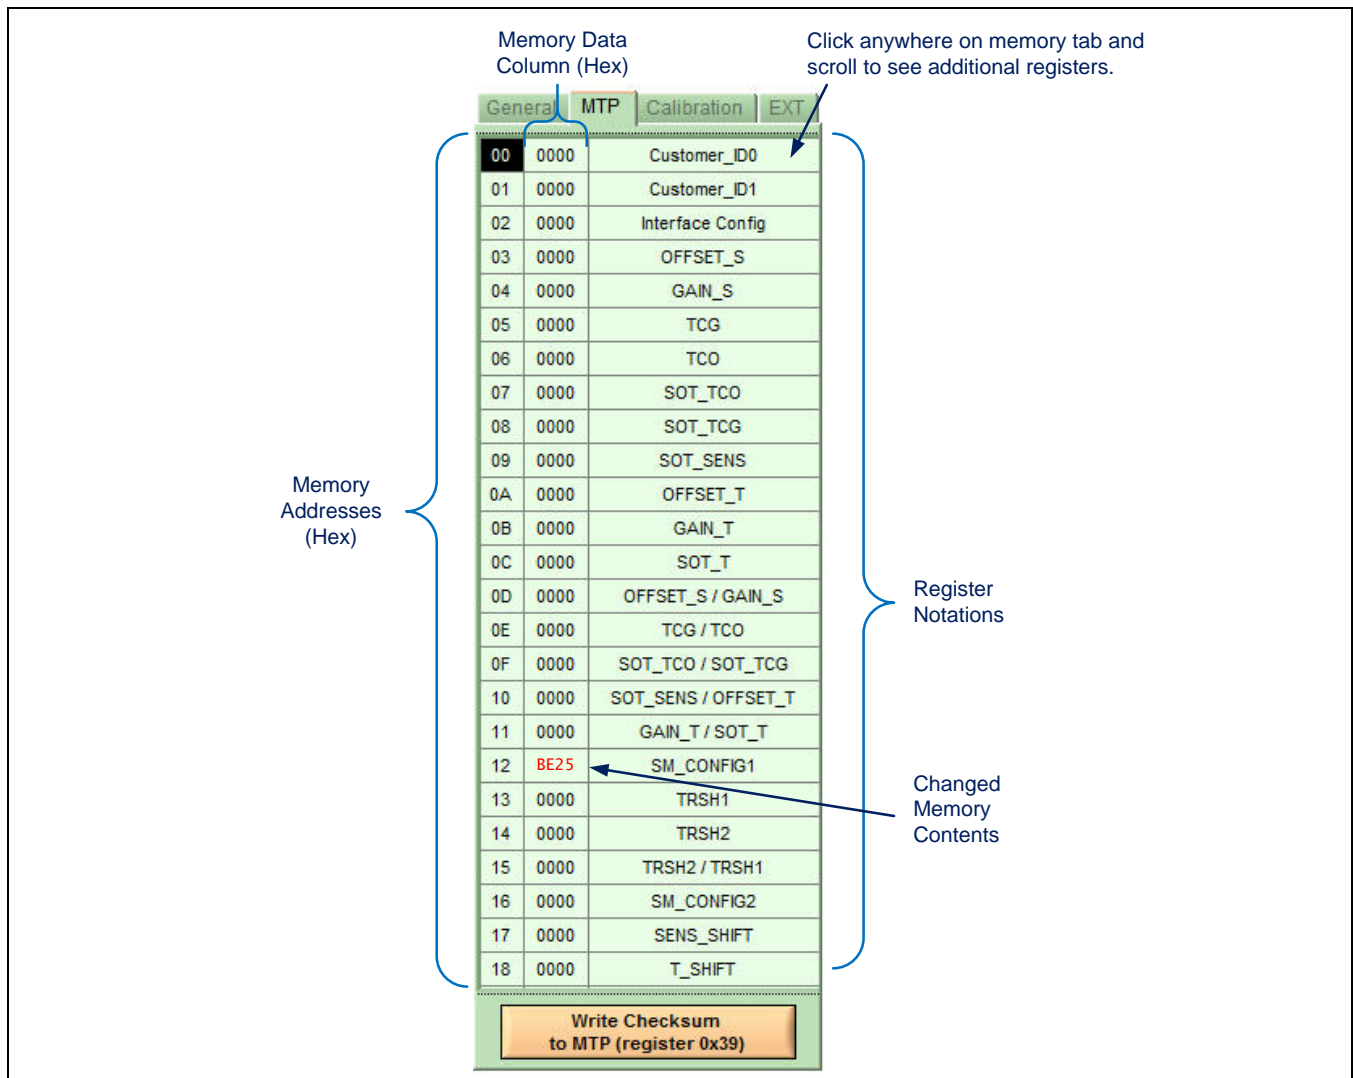 Memory Data
Column (Hex)
Click anywhere on memory tab and
scroll to see additional registers.
General MTP Calibration EXT
00 0000 Customer_ID0
01 0000 Customer_ID1
02 0000 Interface Config
03 0000 OFFSET_S
04 0000 GAIN_S
05 0000 TCG
06 0000 TCO
07 0000 SOT_TCO
08 0000 SOT_TCG
09 0000 SOT_SENS
0A 0000 OFFSET_T
0B 0000 GAIN_T
0C 0000 SOT_T
0D 0000 OFFSET_S / GAIN_S
0E 0000 TCG / TCO
0F 0000 SOT_TCO / SOT_TCG
10 0000 SOT_SENS / OFFSET_T
11 0000 GAIN_T / SOT_T
12 BE25 SM_CONFIG1
13 0000 TRSH1
14 0000 TRSH2
15 0000 TRSH2 / TRSH1
16 0000 SM_CONFIG2
17 0000 SENS_SHIFT
18 0000 T_SHIFT
Memory
Addresses
(Hex)
Register
Notations
Changed
Memory
Contents
Write Checksum
to MTP (register 0x39)